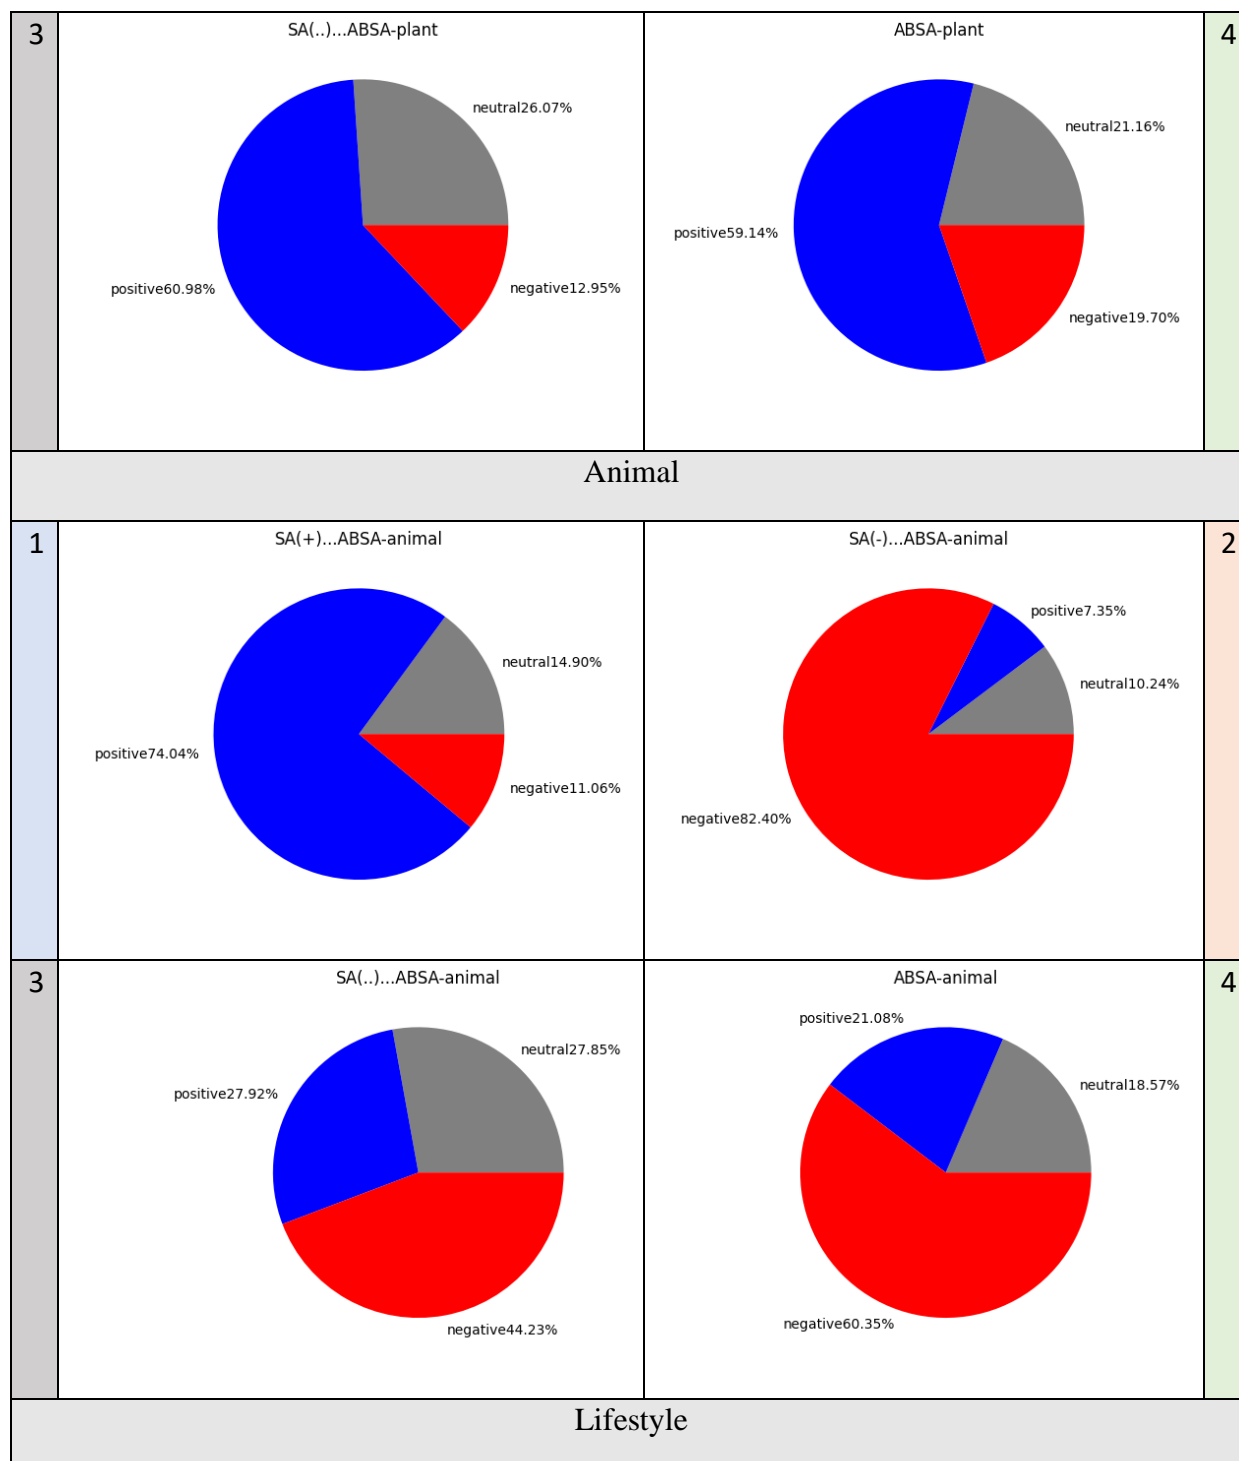 3
SA(..)...ABSA-plant
neutral26.07%
positive60.98%
negative12.95%
ABSA-plant
4
neutral21.16%
positive59.14%
negative19.70%
Animal
1
SA(+)...ABSA-animal
neutral14.90%
positive74.04%
negative11.06%
SA(-)...ABSA-animal
2
positive7.35%
neutral10.24%
negative82.40%
3
SA(..)...ABSA-animal
neutral27.85%
positive27.92%
negative44.23%
ABSA-animal
4
positive21.08%
neutral18.57%
negative60.35%
Lifestyle